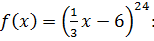 f(x) = (1/3 x − 6)^24: